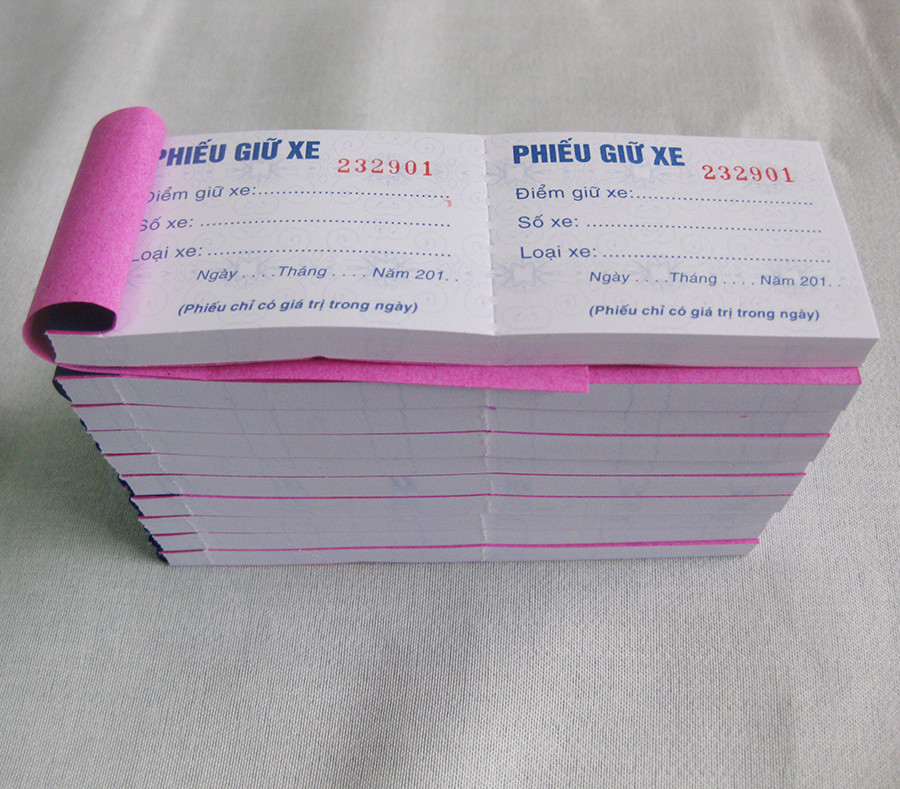 PHIẾU GIỮ XE
232901
Điểm giữ xe:.......................................
Số xe: ..............................................
Loại xe: ............................................
Ngày . . . .Tháng . . . . Năm 201. .
(Phiếu chỉ có giá trị trong ngày)
PHIẾU GIỮ XE
232901
Điểm giữ xe:.......................................
Số xe: ..............................................
Loại xe: ............................................
Ngày . . . .Tháng . . . . Năm 201. .
(Phiếu chỉ có giá trị trong ngày)